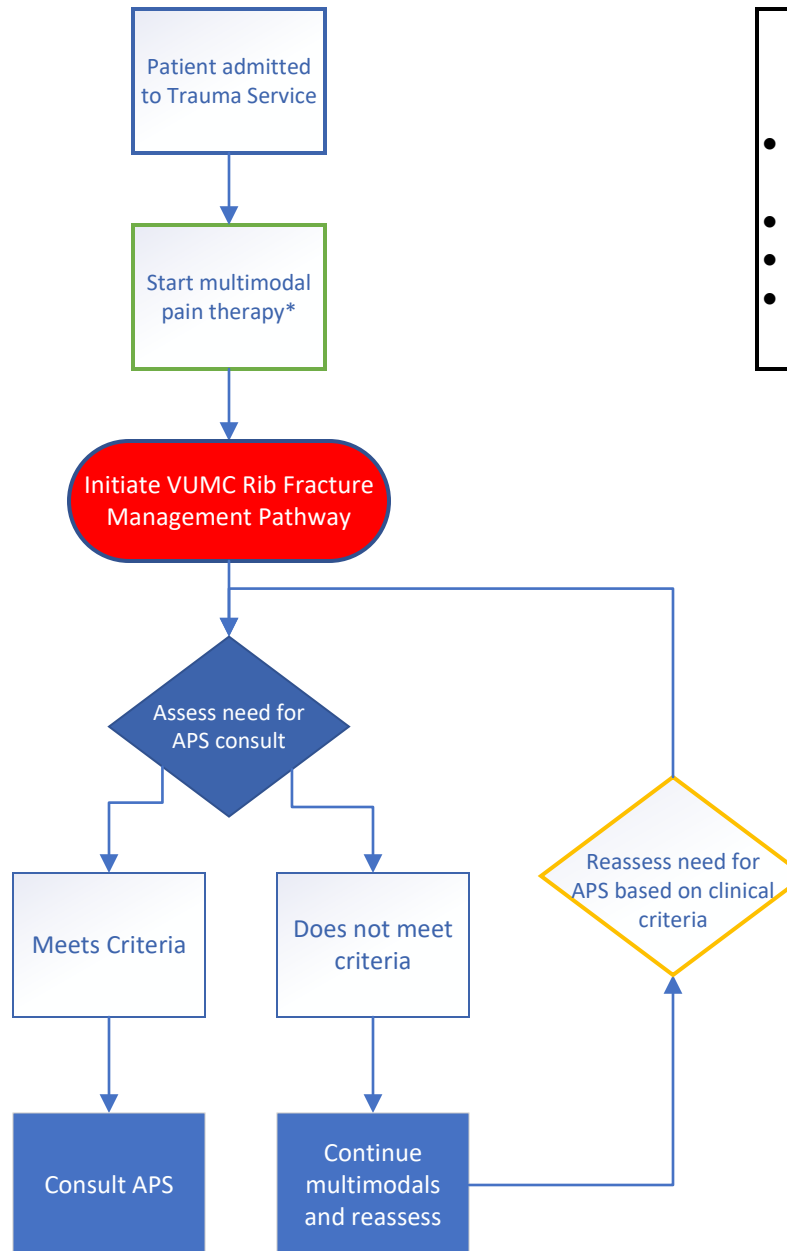 Patient admitted
to Trauma Service
Start multimodal
pain therapy*
Initiate VUMC Rib Fracture
Management Pathway
Assess need for
APS consult
Meets Criteria
Does not meet
criteria
Reassess need for
APS based on clinical
criteria
Consult APS
Continue
multimodals
and reassess